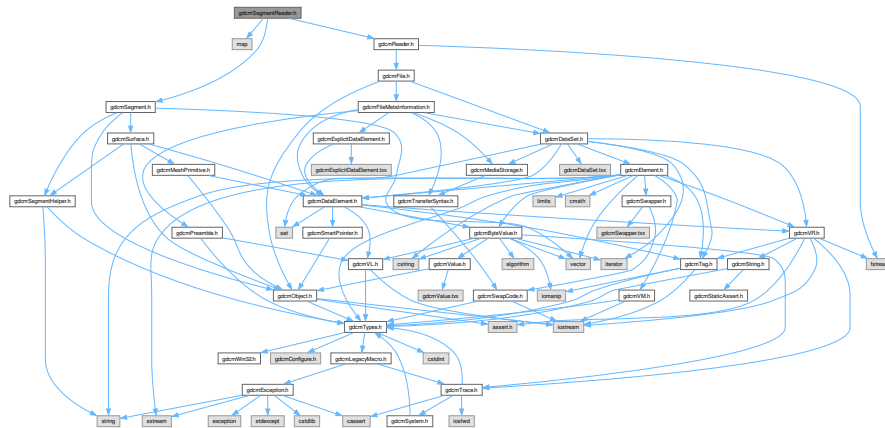 gdcmSegmentReader.h
map
gdcmReader.h
gdcmFile.h
gdcmSegment.h
gdcmFileMetaInformation.h
gdcmSurface.h
gdcmExplicitDataElement.h
gdcmDataSet.h
gdcmMeshPrimitive.h
gdcmExplicitDataElement.txx
gdcmMediaStorage.h
gdcmDataSet.txx
gdcmElement.h
gdcmSegmentHelper.h
gdcmDataElement.h
gdcmTransferSyntax.h
limits
cmath
gdcmSwapper.h
gdcmPreamble.h
set
gdcmSmartPointer.h
gdcmByteValue.h
gdcmSwapper.txx
gdcmVR.h
gdcmVL.h
cstring
gdcmValue.h
algorithm
vector
iterator
gdcmTag.h
gdcmString.h
fstream
gdcmObject.h
gdcmValue.txx
gdcmSwapCode.h
iomanip
gdcmVM.h
gdcmStaticAssert.h
gdcmTypes.h
assert.h
iostream
gdcmWin32.h
gdcmConfigure.h
gdcmLegacyMacro.h
cstdint
gdcmException.h
gdcmTrace.h
string
sstream
exception
stdexcept
cstdlib
cassert
gdcmSystem.h
iosfwd